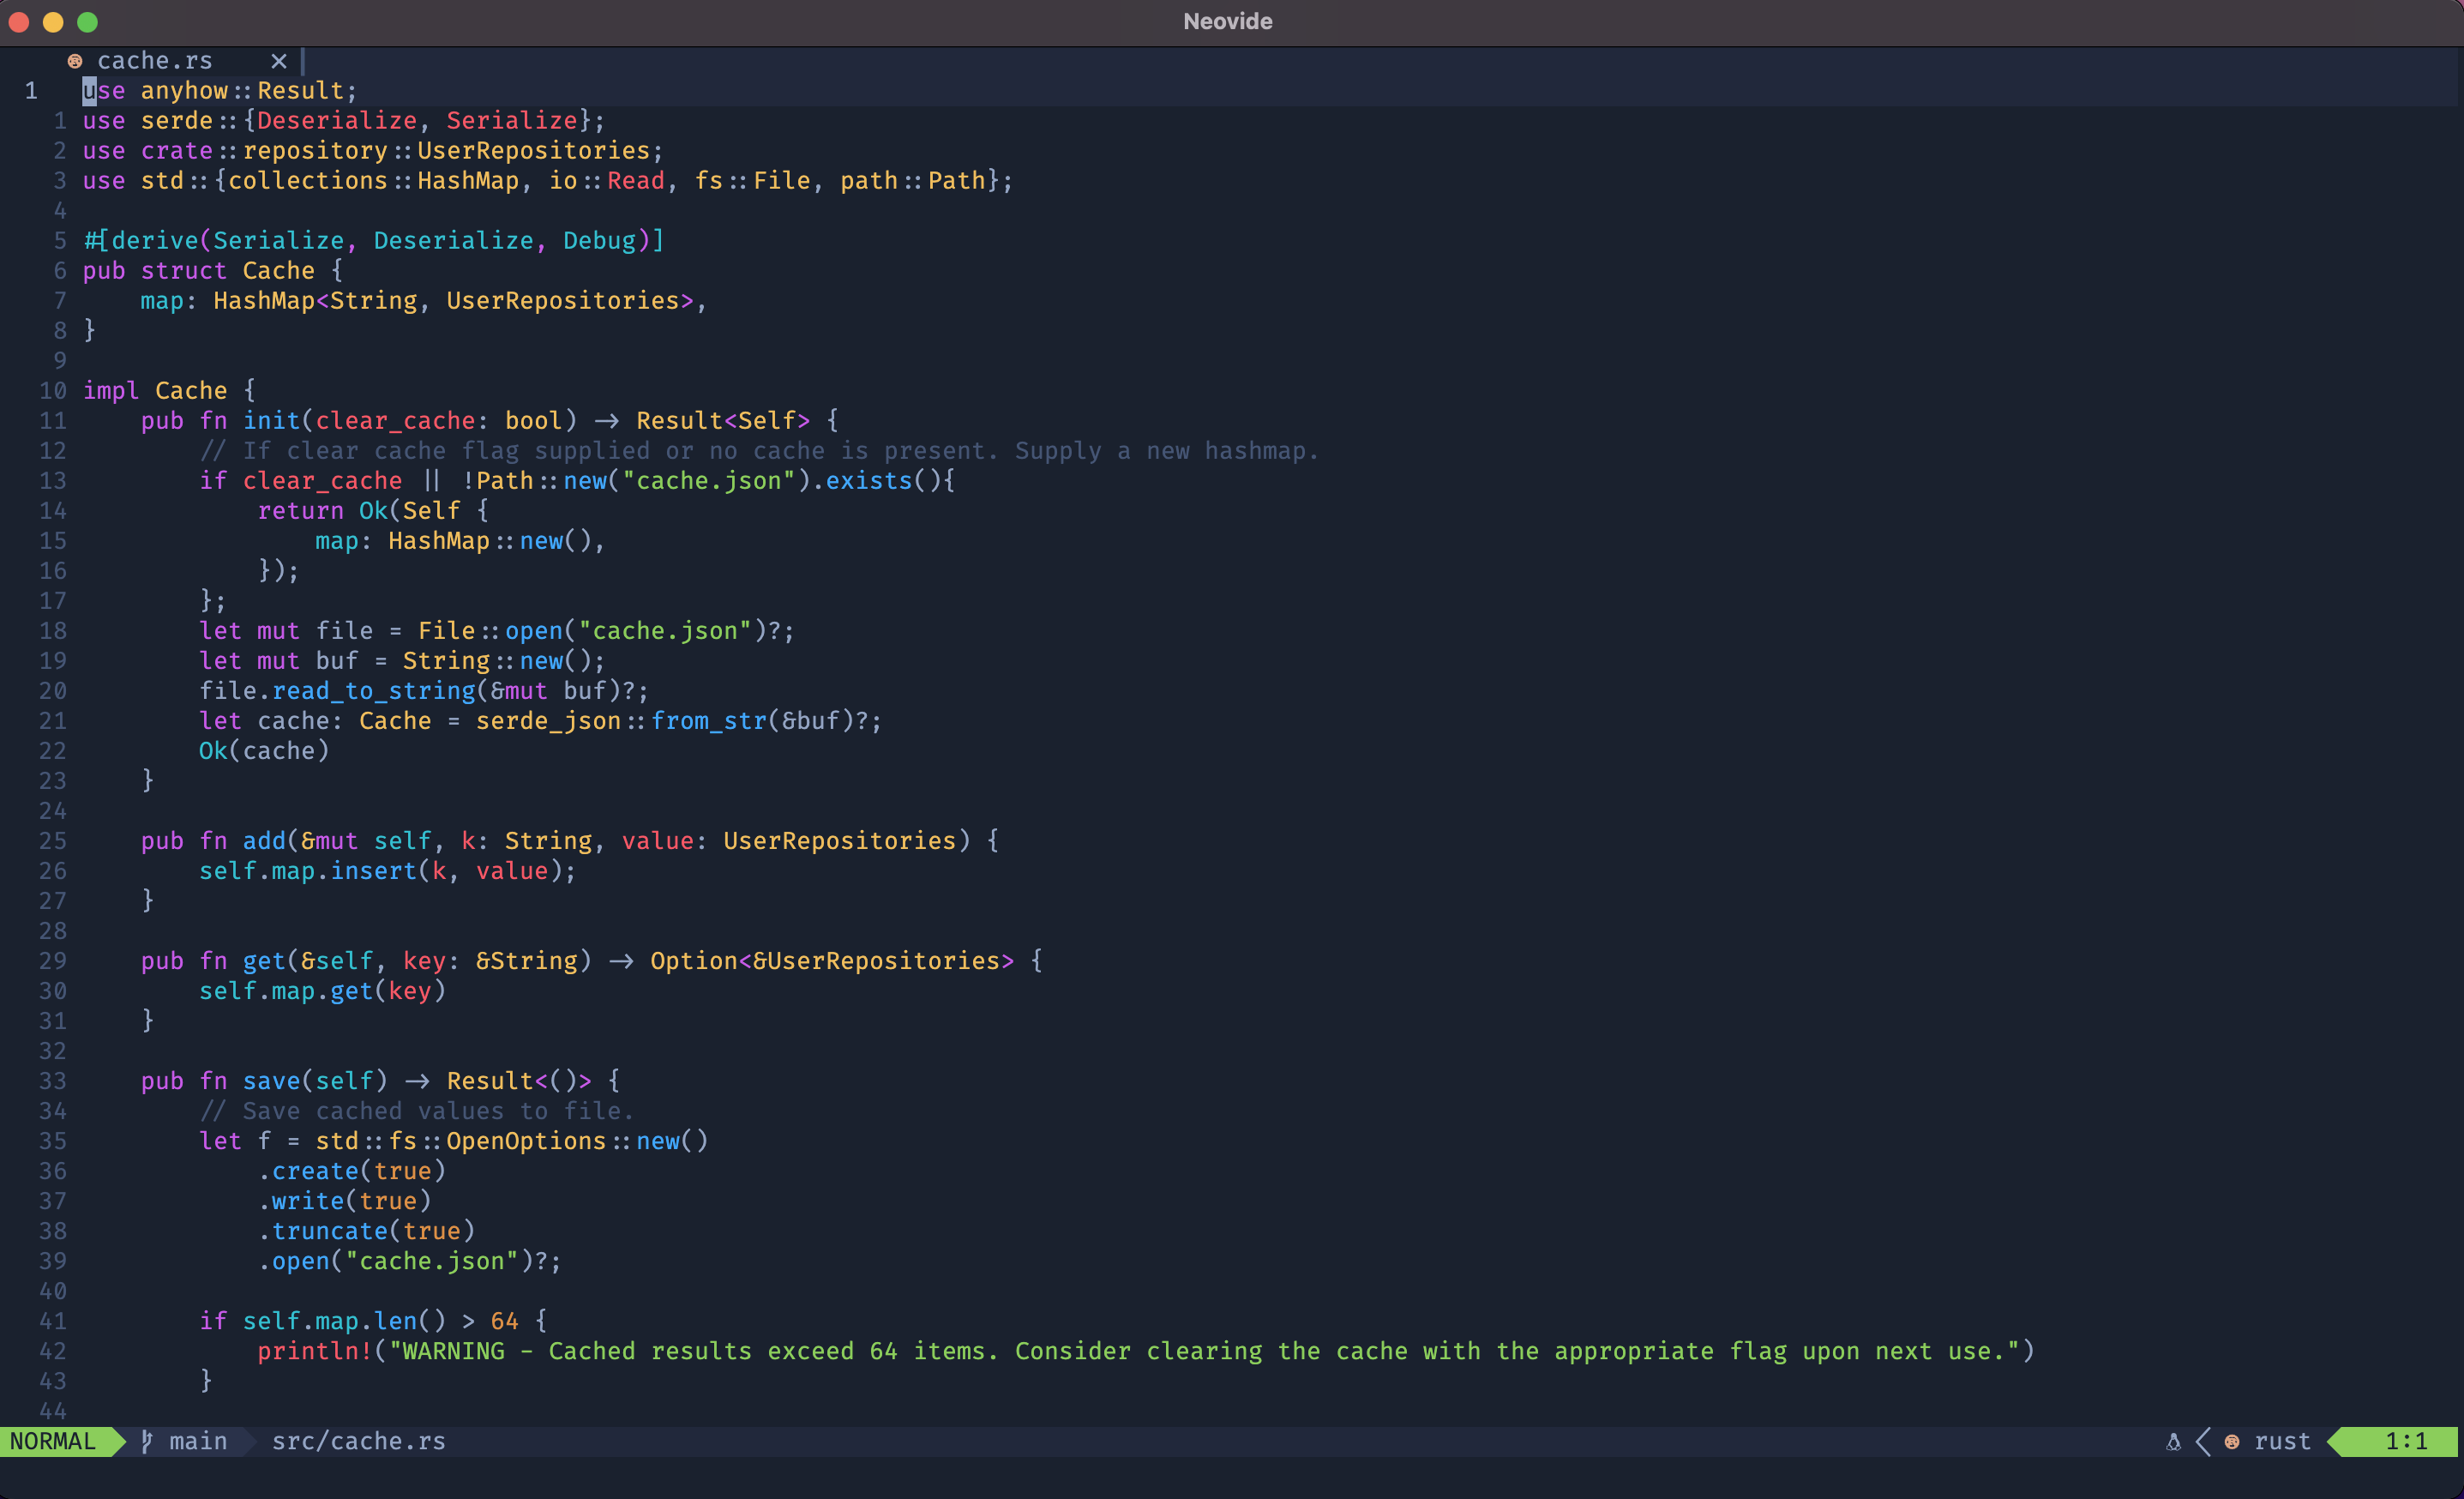 Neovide
cache.rs ×
1 use anyhow::Result;
1 use serde::{Deserialize, Serialize};
2 use crate::repository::UserRepositories;
3 use std::{collections::HashMap, io::Read, fs::File, path::Path};
4
5 #[derive(Serialize, Deserialize, Debug)]
6 pub struct Cache {
7     map: HashMap<String, UserRepositories>,
8 }
9
10 impl Cache {
11     pub fn init(clear_cache: bool) -> Result<Self> {
12         // If clear cache flag supplied or no cache is present. Supply a new hashmap.
13         if clear_cache || !Path::new("cache.json").exists(){
14             return Ok(Self {
15                 map: HashMap::new(),
16             });
17         };
18         let mut file = File::open("cache.json")?;
19         let mut buf = String::new();
20         file.read_to_string(&mut buf)?;
21         let cache: Cache = serde_json::from_str(&buf)?;
22         Ok(cache)
23     }
24
25     pub fn add(&mut self, k: String, value: UserRepositories) {
26         self.map.insert(k, value);
27     }
28
29     pub fn get(&self, key: &String) -> Option<&UserRepositories> {
30         self.map.get(key)
31     }
32
33     pub fn save(self) -> Result<()> {
34         // Save cached values to file.
35         let f = std::fs::OpenOptions::new()
36             .create(true)
37             .write(true)
38             .truncate(true)
39             .open("cache.json")?;
40
41         if self.map.len() > 64 {
42             println!("WARNING - Cached results exceed 64 items. Consider clearing the cache with the appropriate flag upon next use.")
43         }
44
NORMAL main src/cache.rs rust 1:1